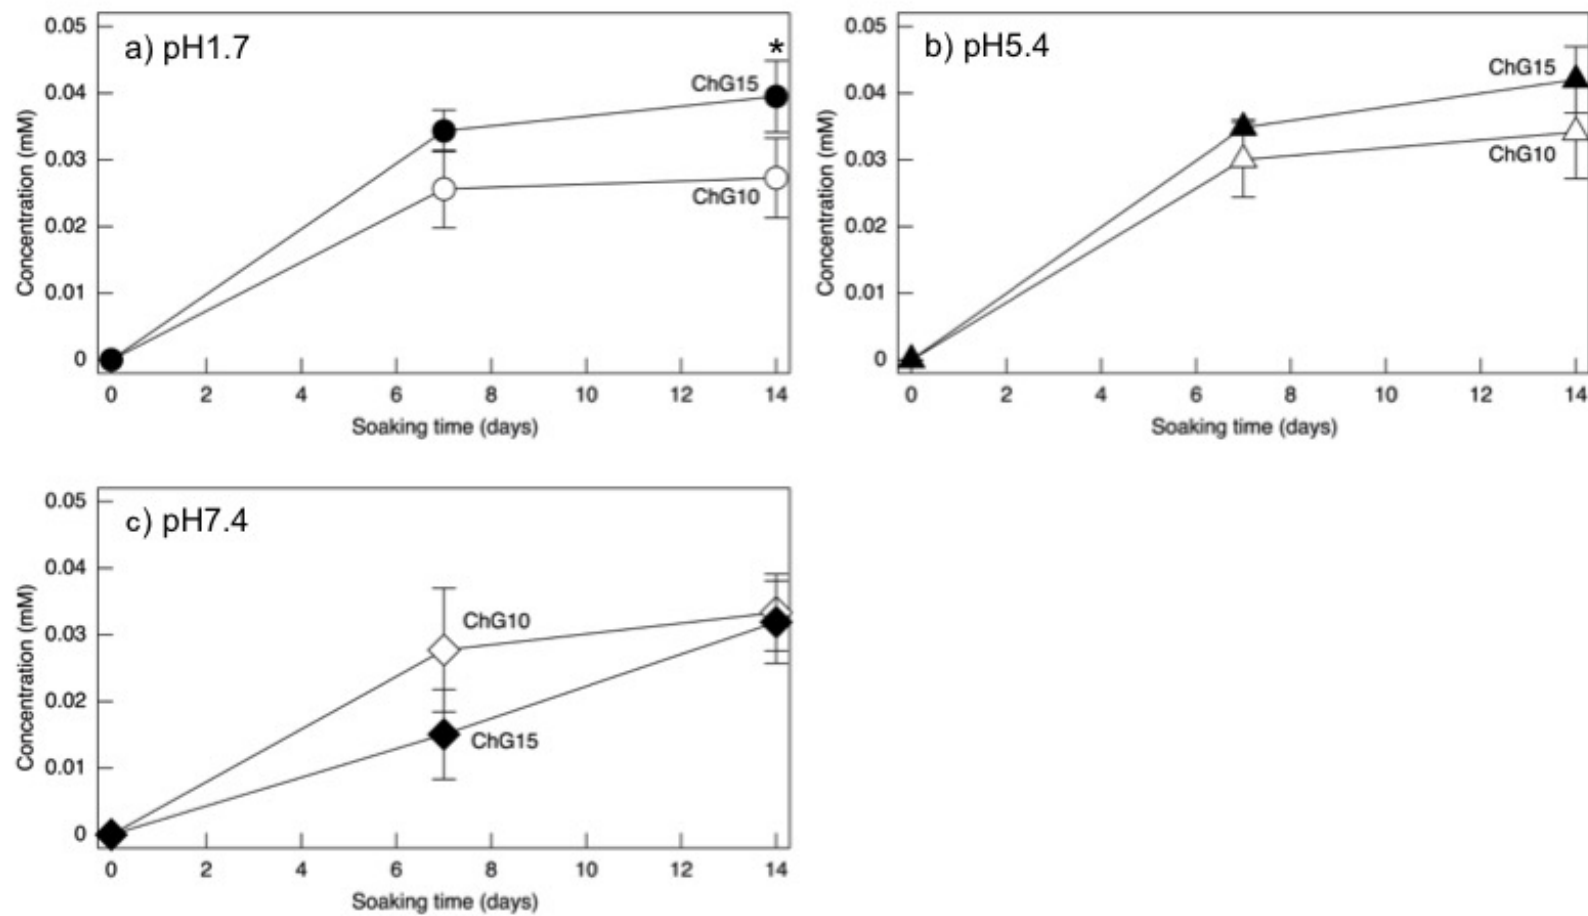 a) pH1.7
*
0.05
0.04
0.03
0.02
0.01
0
Concentration (mM)
ChG15
ChG10
0 2 4 6 8 10 12 14
Soaking time (days)
b) pH5.4
0.05
0.04
0.03
0.02
0.01
0
Concentration (mM)
ChG15
ChG10
0 2 4 6 8 10 12 14
Soaking time (days)
c) pH7.4
0.05
0.04
0.03
0.02
0.01
0
Concentration (mM)
ChG10
ChG15
0 2 4 6 8 10 12 14
Soaking time (days)